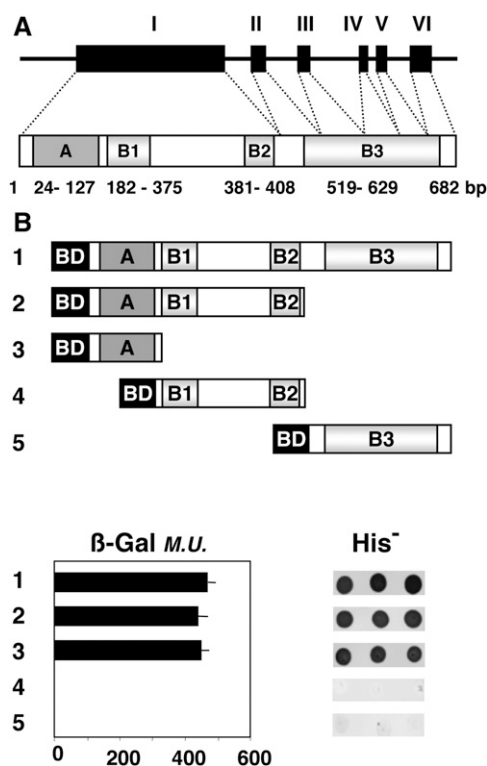 A
I II III IV V VI
A B1 B2 B3
1 24- 127 182 - 375 381- 408 519- 629 682 bp
B
1 BD A B1 B2 B3
2 BD A B1 B2
3 BD A
4 BD B1 B2
5 BD B3
ß-Gal M.U. His-
1
2
3
4
5
0 200 400 600